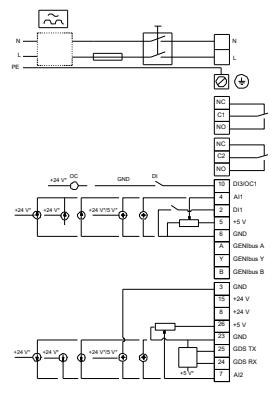 N
N
L
L
PE
NC
C1
NO
NC
C2
NO
+24 V* OC GND DI 10 DI3/OC1
4 AI1
+24 V* +24 V* +24 V*/5 V* 2 DI1
5 +5 V
6 GND
A GENIbus A
Y GENIbus Y
B GENIbus B
3 GND
15 +24 V
8 +24 V
26 +5 V
23 GND
+24 V* +24 V* +24 V*/5 V* 25 GDS TX
24 GDS RX
+5 V* 7 AI2